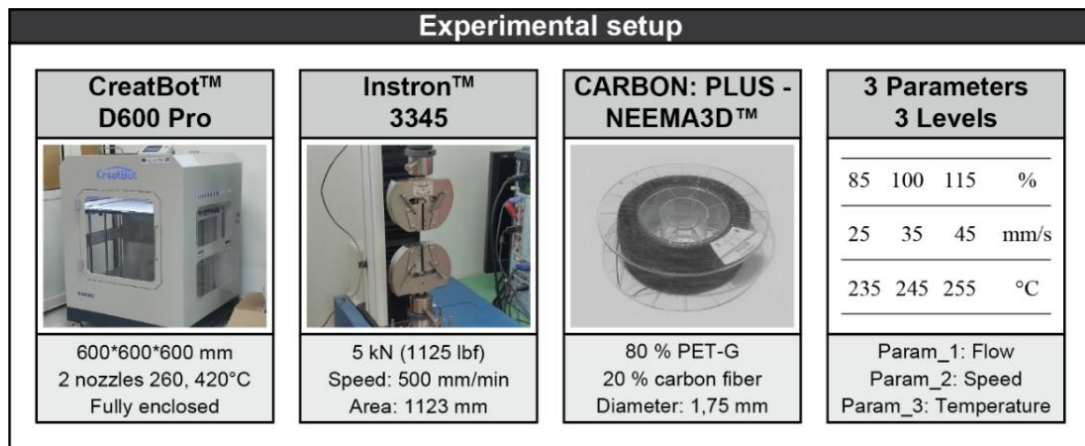 Experimental setup
CreatBot™
D600 Pro
CreatBot
600*600*600 mm
2 nozzles 260, 420°C
Fully enclosed
Instron™
3345
5 kN (1125 lbf)
Speed: 500 mm/min
Area: 1123 mm
CARBON: PLUS -
NEEMA3D™
80 % PET-G
20 % carbon fiber
Diameter: 1,75 mm
3 Parameters
3 Levels
85 100 115 %
25 35 45 mm/s
235 245 255 °C
Param_1: Flow
Param_2: Speed
Param_3: Temperature